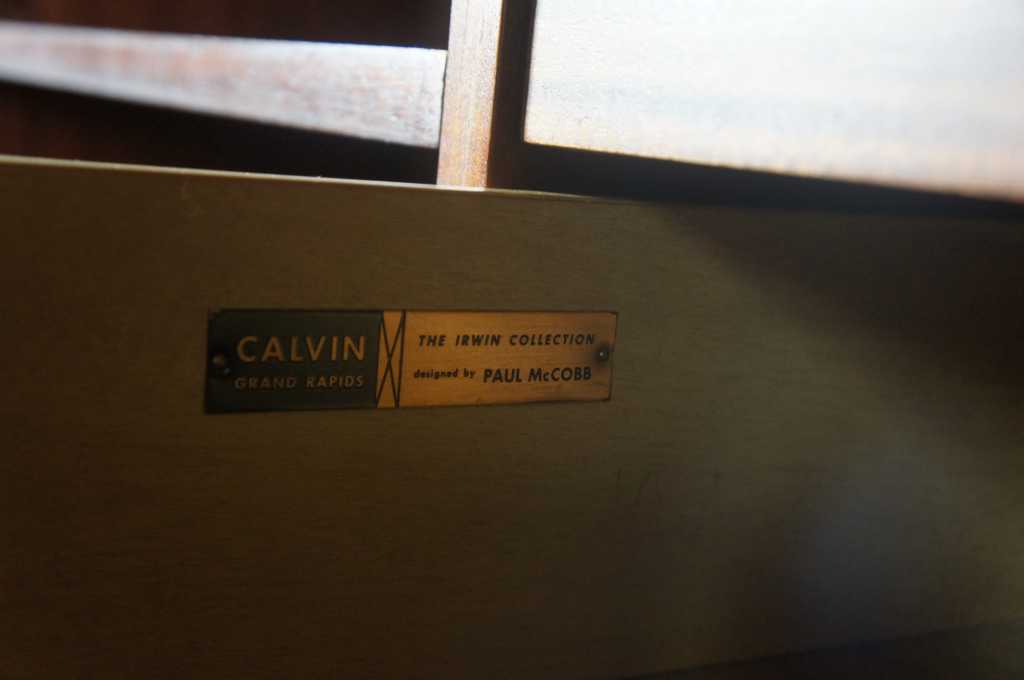 CALVIN
GRAND RAPIDS
THE IRWIN COLLECTION
designed by PAUL McCOBB